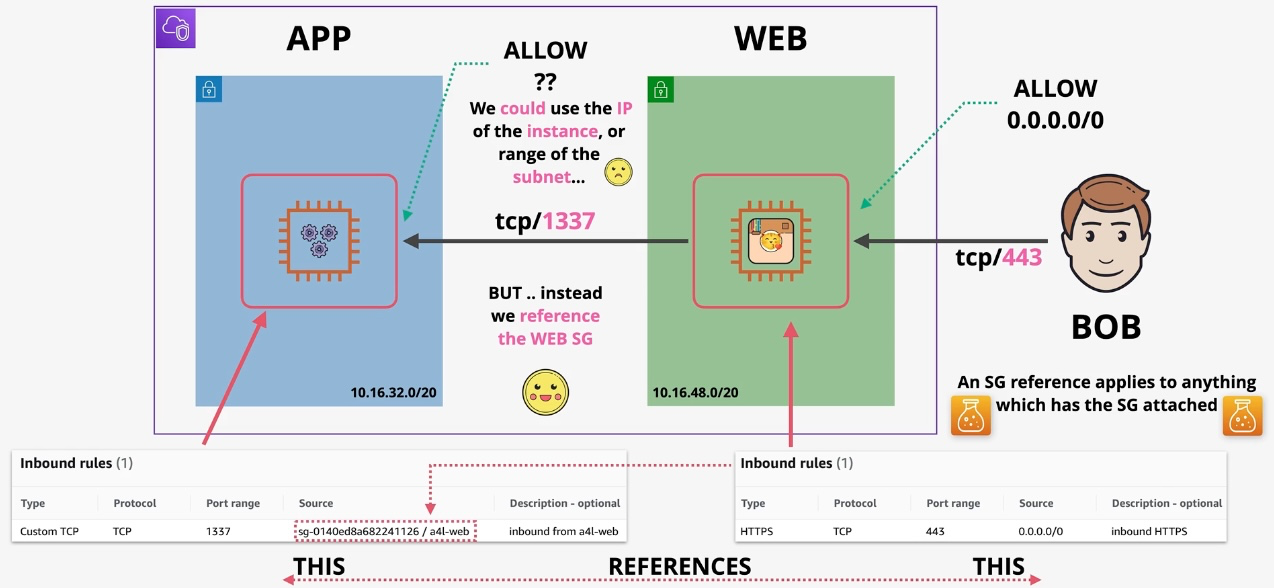 APP
WEB
ALLOW
??
We could use the IP
of the instance, or
range of the
subnet...
ALLOW
0.0.0.0/0
tcp/1337
tcp/443
BUT .. instead
we reference
the WEB SG
BOB
10.16.32.0/20
10.16.48.0/20
An SG reference applies to anything
which has the SG attached
Inbound rules (1)
Type Protocol Port range Source Description - optional
Custom TCP TCP 1337 sg-0140ed8a682241126 / a4l-web inbound from a4l-web
Inbound rules (1)
Type Protocol Port range Source Description - optional
HTTPS TCP 443 0.0.0.0/0 inbound HTTPS
THIS REFERENCES THIS